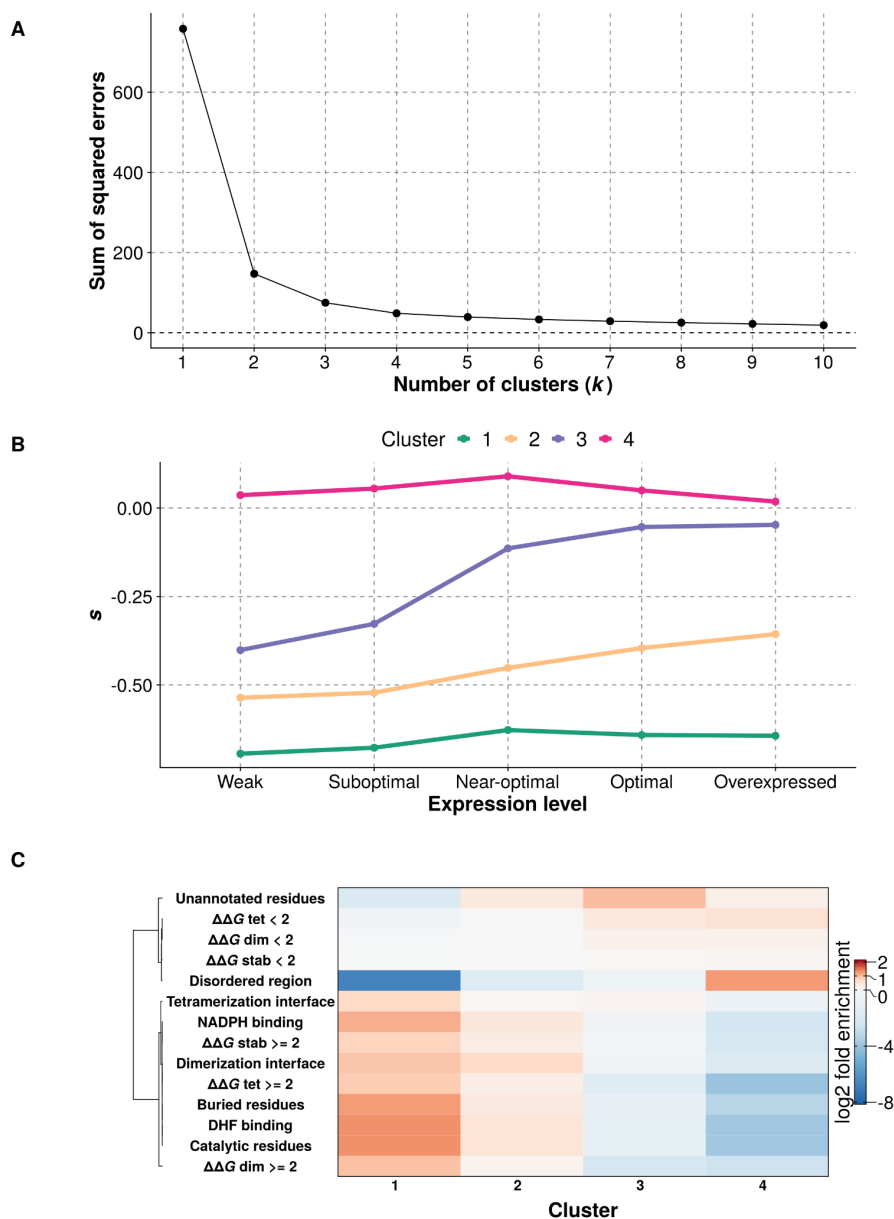 A
Sum of squared errors
600
400
200
0
1 2 3 4 5 6 7 8 9 10
Number of clusters (k)
B
Cluster 1 2 3 4
s
0.00
-0.25
-0.50
Weak Suboptimal Near-optimal Optimal Overexpressed
Expression level
C
Unannotated residues
ΔΔG tet < 2
ΔΔG dim < 2
ΔΔG stab < 2
Disordered region
Tetramerization interface
NADPH binding
ΔΔG stab >= 2
Dimerization interface
ΔΔG tet >= 2
Buried residues
DHF binding
Catalytic residues
ΔΔG dim >= 2
1 2 3 4
Cluster
log2 fold enrichment
2
1
0
-4
-8